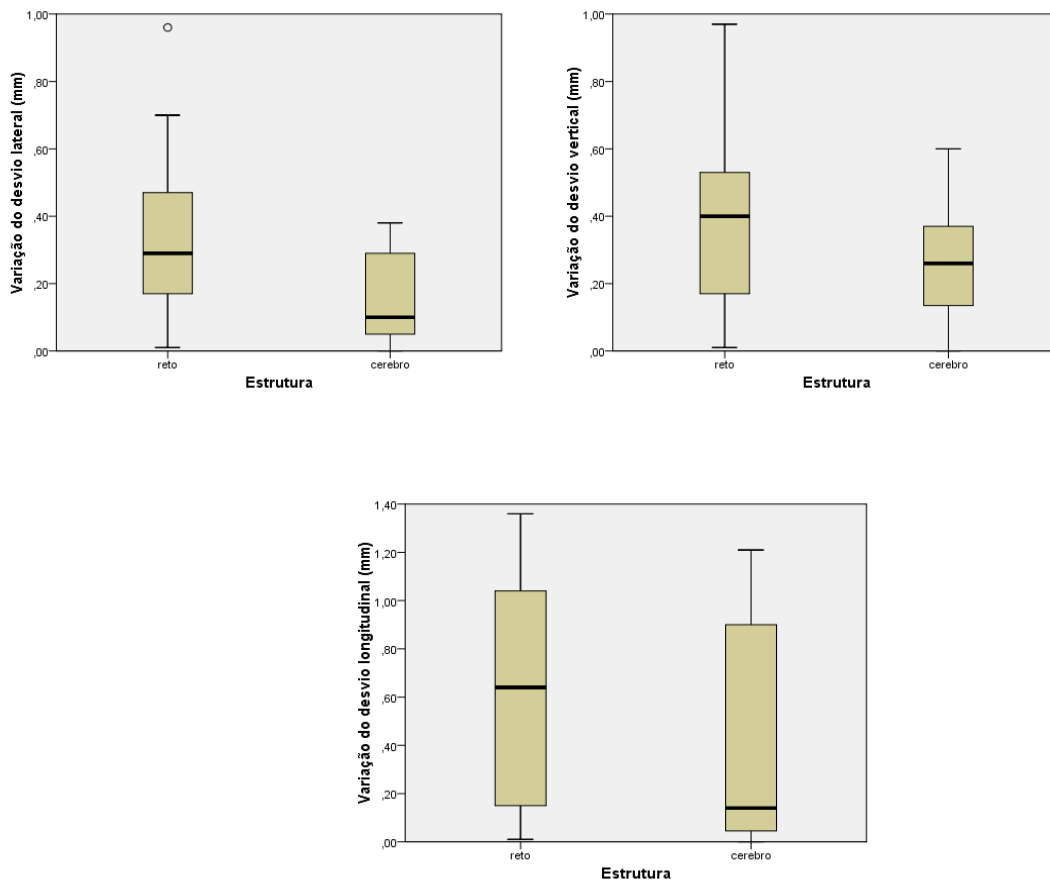 Variação do desvio lateral (mm)
1,00
,80
,60
,40
,20
,00
reto
cerebro
Estrutura
Variação do desvio vertical (mm)
1,00
,80
,60
,40
,20
,00
reto
cerebro
Estrutura
Variação do desvio longitudinal (mm)
1,40
1,20
1,00
,80
,60
,40
,20
,00
reto
cerebro
Estrutura